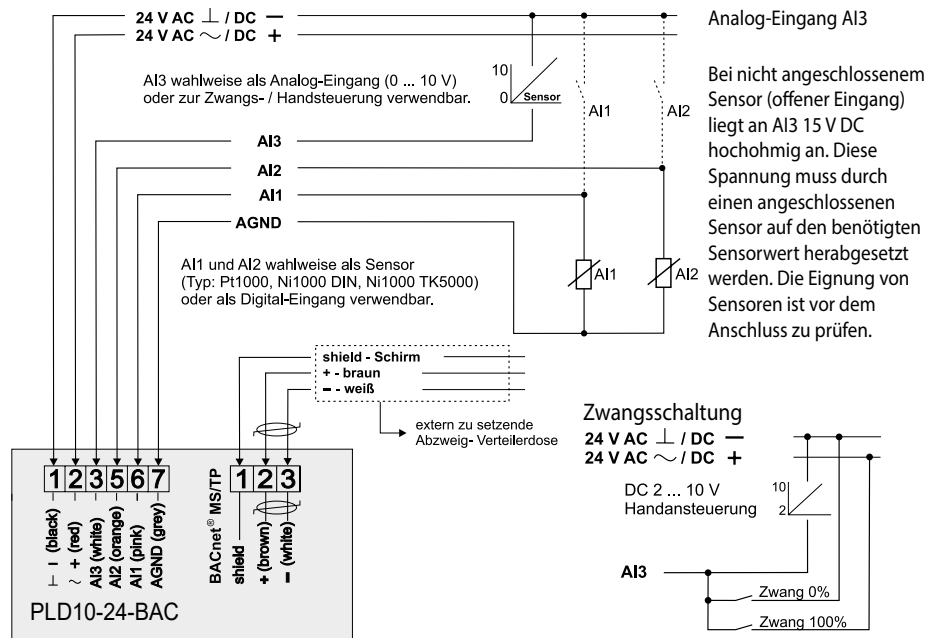 24 V AC ⊥ / DC −
24 V AC ~ / DC +
AI3 wahlweise als Analog-Eingang (0 ... 10 V)
oder zur Zwangs- / Handsteuerung verwendbar.
10
0
Sensor
AI1
AI2
AI3
AI2
AI1
AGND
AI1 und AI2 wahlweise als Sensor
(Typ: Pt1000, Ni1000 DIN, Ni1000 TK5000)
oder als Digital-Eingang verwendbar.
AI1
AI2
Analog-Eingang AI3
Bei nicht angeschlossenem
Sensor (offener Eingang)
liegt an AI3 15 V DC
hochohmig an. Diese
Spannung muss durch
einen angeschlossenen
Sensor auf den benötigten
Sensorwert herabgesetzt
werden. Die Eignung von
Sensoren ist vor dem
Anschluss zu prüfen.
shield - Schirm
+ - braun
− - weiß
extern zu setzende
Abzweig- Verteilerdose
1 2 3 5 6 7
⊥ − (black)
~ + (red)
AI3 (white)
AI2 (orange)
AI1 (pink)
AGND (grey)
BACnet® MS/TP
1 2 3
shield
+ (brown)
− (white)
PLD10-24-BAC
Zwangsschaltung
24 V AC ⊥ / DC −
24 V AC ~ / DC +
DC 2 ... 10 V
Handansteuerung
10
2
AI3
Zwang 0%
Zwang 100%